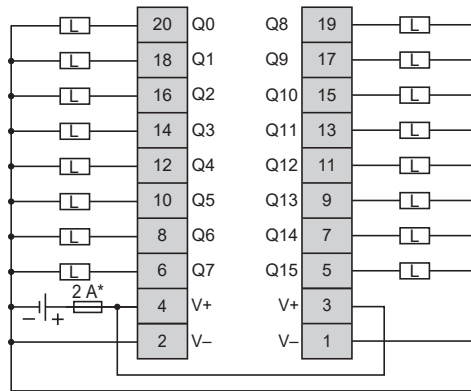 L 20 Q0 Q8 19 L
L 18 Q1 Q9 17 L
L 16 Q2 Q10 15 L
L 14 Q3 Q11 13 L
L 12 Q4 Q12 11 L
L 10 Q5 Q13 9 L
L 8 Q6 Q14 7 L
L 6 Q7 Q15 5 L
2 A*
– + 4 V+ V+ 3
2 V– V– 1